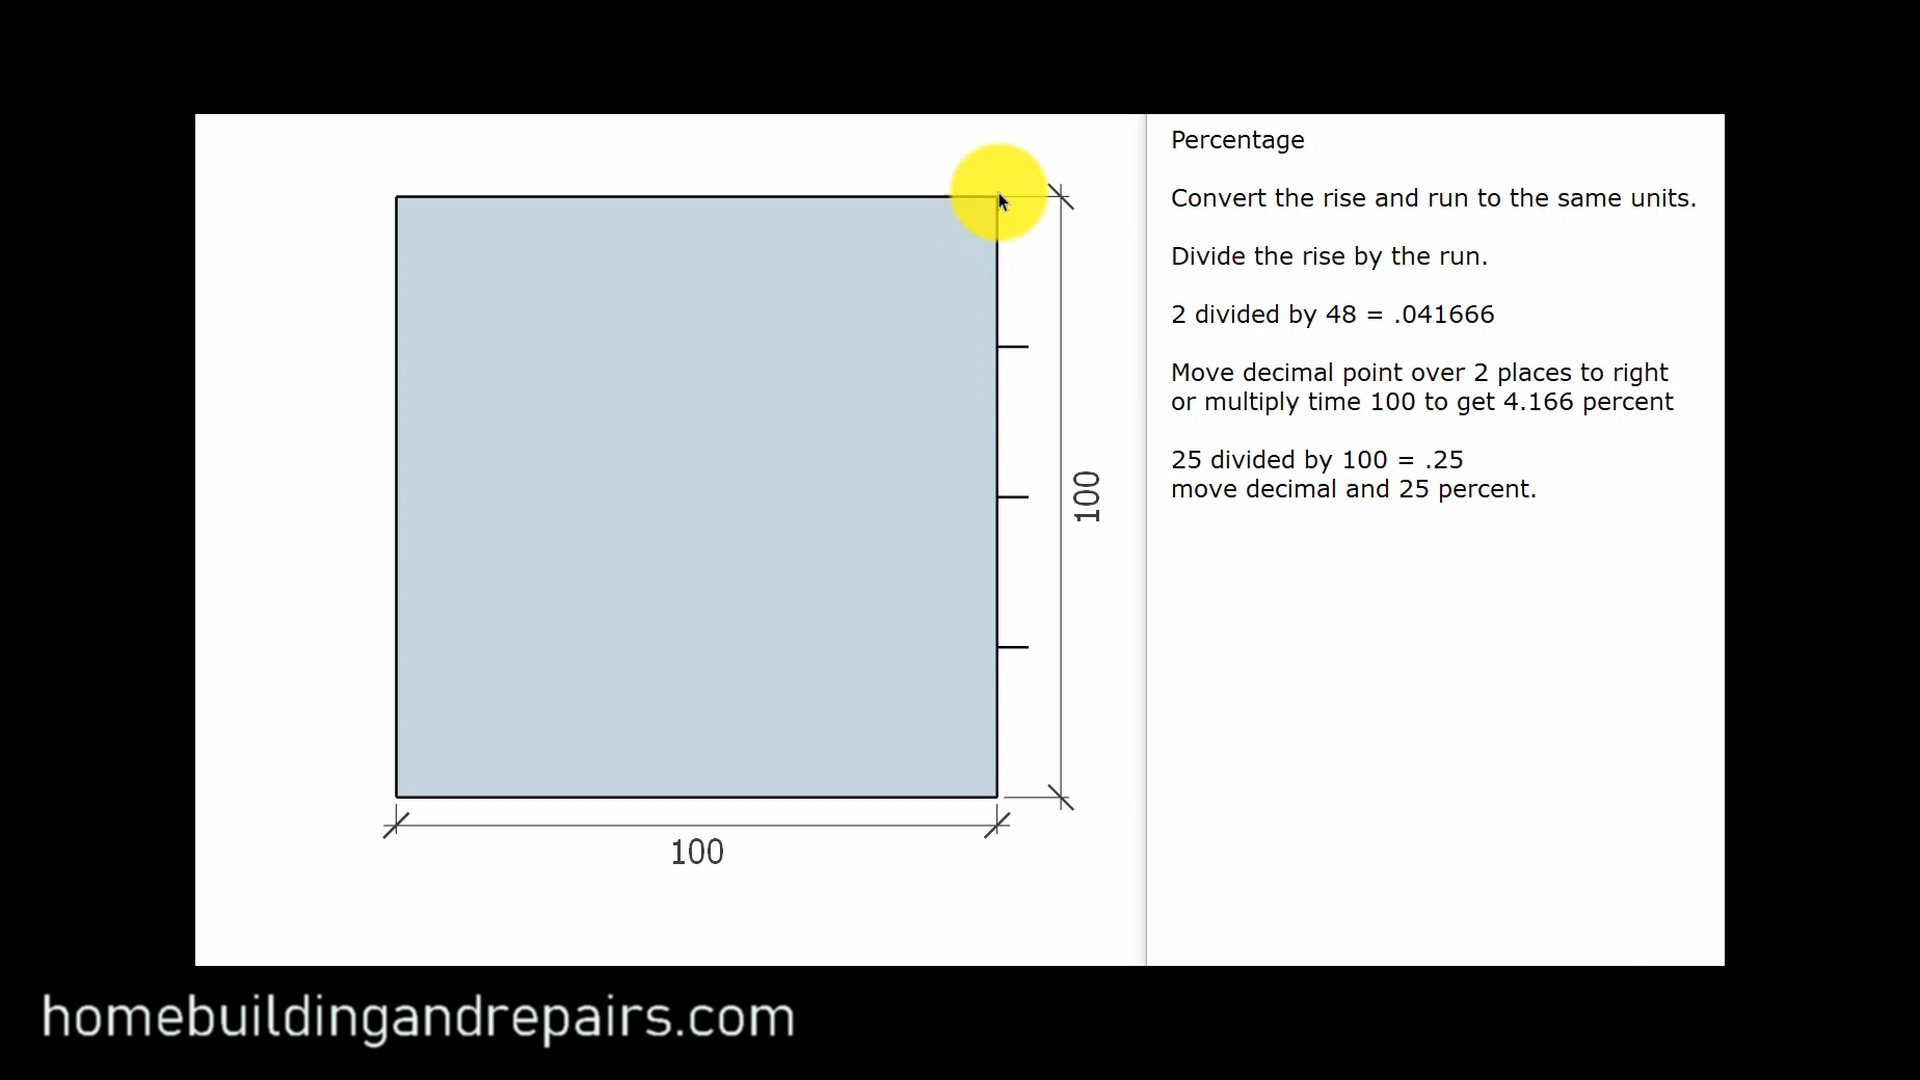 Percentage
Convert the rise and run to the same units.
Divide the rise by the run.
2 divided by 48 = .041666
Move decimal point over 2 places to right
or multiply time 100 to get 4.166 percent
25 divided by 100 = .25
move decimal and 25 percent.
100
100
homebuildingandrepairs.com